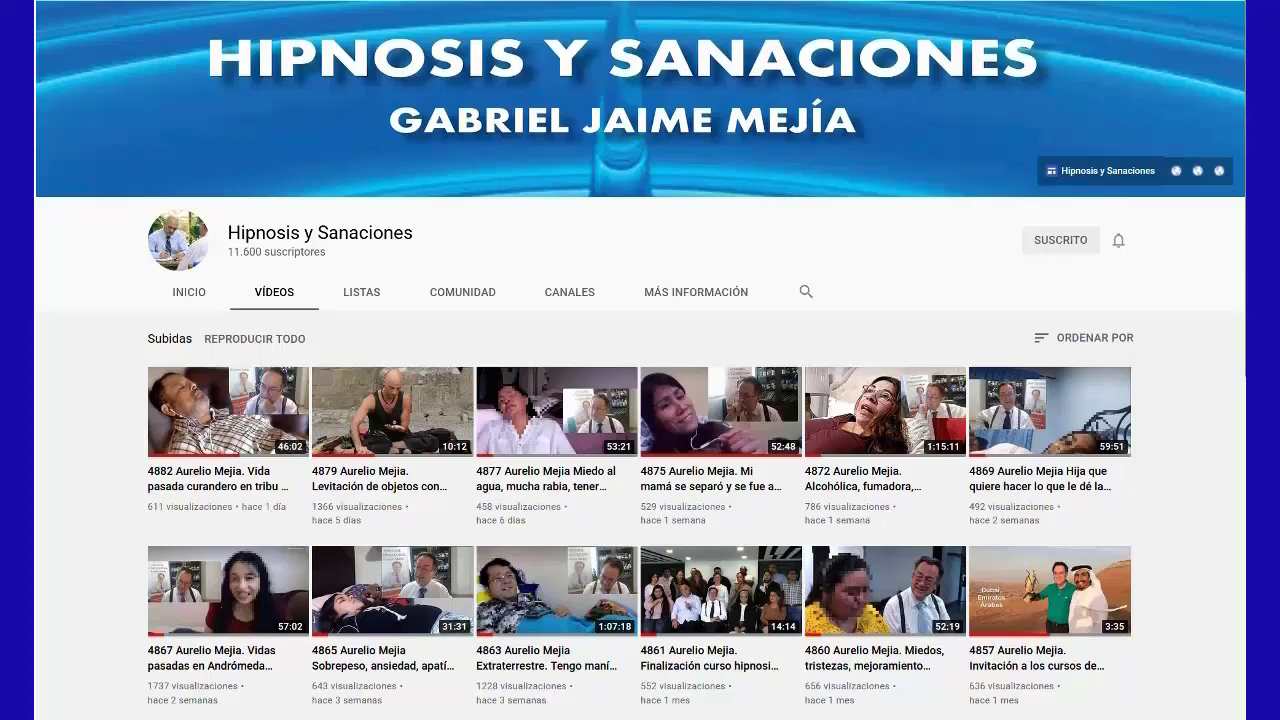 HIPNOSIS Y SANACIONES
GABRIEL JAIME MEJÍA
Hipnosis y Sanaciones
Hipnosis y Sanaciones
11.600 suscriptores
SUSCRITO
INICIO VÍDEOS LISTAS COMUNIDAD CANALES MÁS INFORMACIÓN
Subidas REPRODUCIR TODO ORDENAR POR
46:02
10:12
53:21
52:48
1:15:11
59:51
4882 Aurelio Mejia. Vida
pasada curandero en tribu ...
611 visualizaciones • hace 1 día
4879 Aurelio Mejia.
Levitación de objetos con...
1366 visualizaciones •
hace 5 días
4877 Aurelio Mejia Miedo al
agua, mucha rabia, tener...
458 visualizaciones •
hace 6 días
4875 Aurelio Mejia. Mi
mamá se separó y se fue a...
529 visualizaciones •
hace 1 semana
4872 Aurelio Mejia.
Alcohólica, fumadora,...
786 visualizaciones •
hace 1 semana
4869 Aurelio Mejia Hija que
quiere hacer lo que le dé la...
492 visualizaciones •
hace 2 semanas
57:02
31:31
1:07:18
14:14
52:19
Dubai,
Emiratos
Árabes
3:35
4867 Aurelio Mejia. Vidas
pasadas en Andrómeda...
1737 visualizaciones •
hace 2 semanas
4865 Aurelio Mejia
Sobrepeso, ansiedad, apatí...
643 visualizaciones •
hace 3 semanas
4863 Aurelio Mejia
Extraterrestre. Tengo maní...
1228 visualizaciones •
hace 3 semanas
4861 Aurelio Mejia.
Finalización curso hipnosi...
552 visualizaciones •
hace 1 mes
4860 Aurelio Mejia. Miedos,
tristezas, mejoramiento...
656 visualizaciones •
hace 1 mes
4857 Aurelio Mejia.
Invitación a los cursos de...
636 visualizaciones •
hace 1 mes